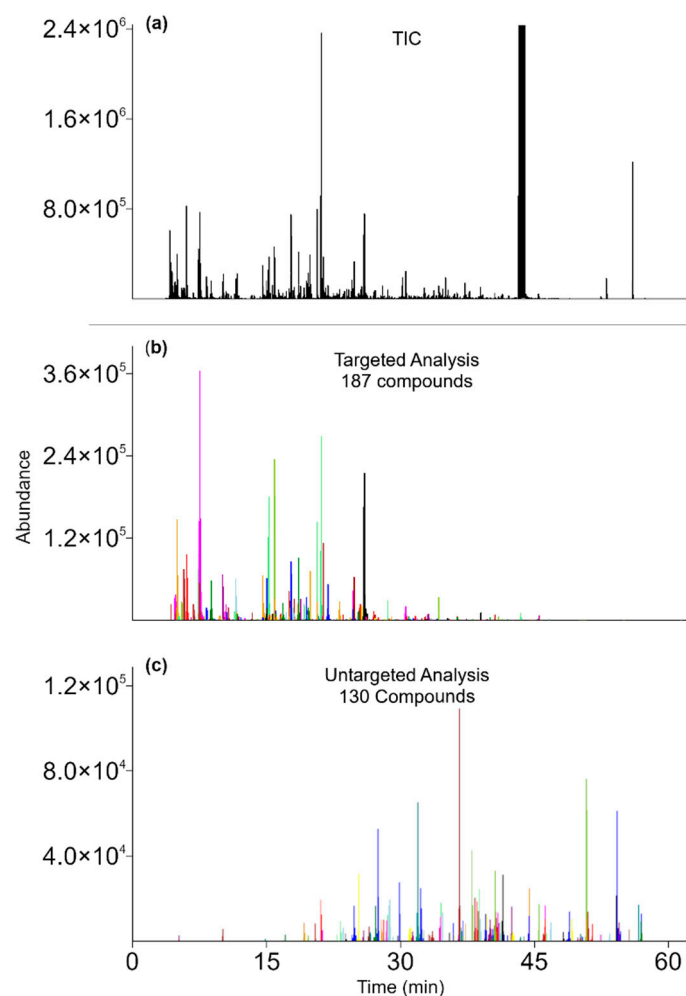 (a)
TIC
2.4×10⁶
1.6×10⁶
8.0×10⁵
(b)
Targeted Analysis
187 compounds
3.6×10⁵
2.4×10⁵
1.2×10⁵
Abundance
(c)
Untargeted Analysis
130 Compounds
1.2×10⁵
8.0×10⁴
4.0×10⁴
0 15 30 45 60
Time (min)